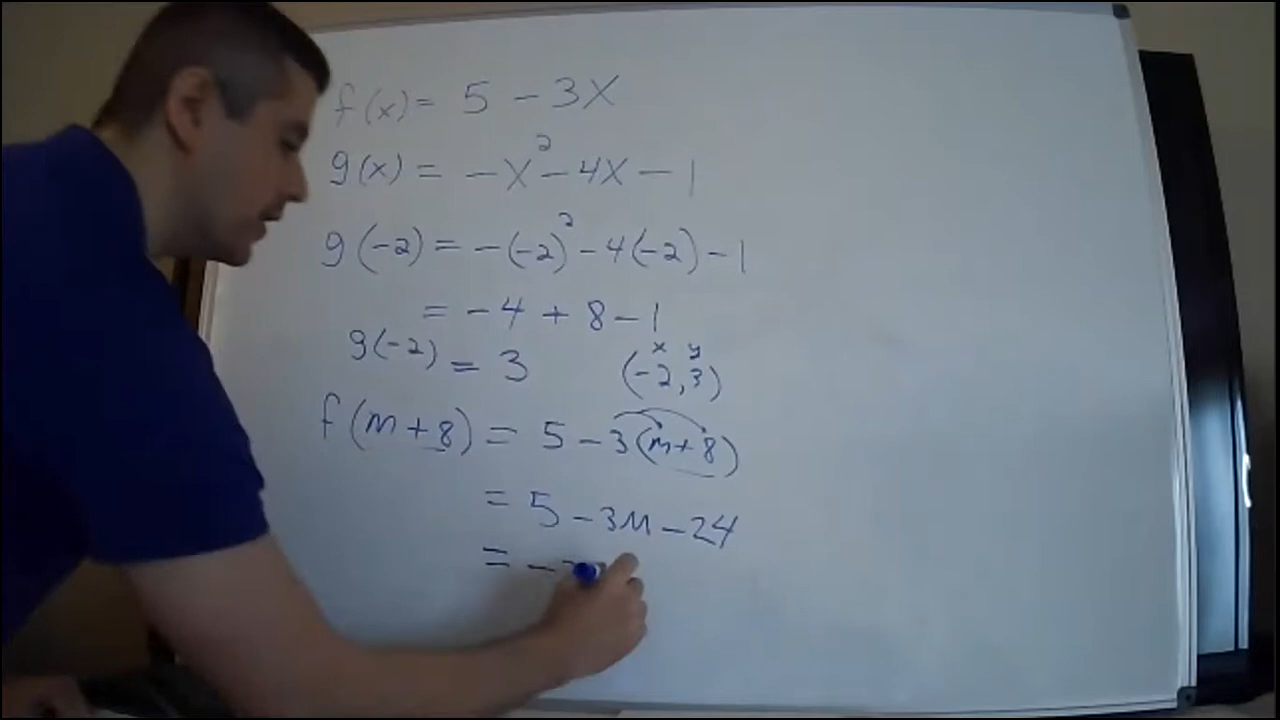 f(x) = 5 - 3x
g(x) = -x² - 4x - 1
g(-2) = -(-2)² - 4(-2) - 1
= -4 + 8 - 1
g(-2) = 3
x y
(-2, 3)
f(m+8) = 5 - 3(m+8)
= 5 - 3m - 24
= -